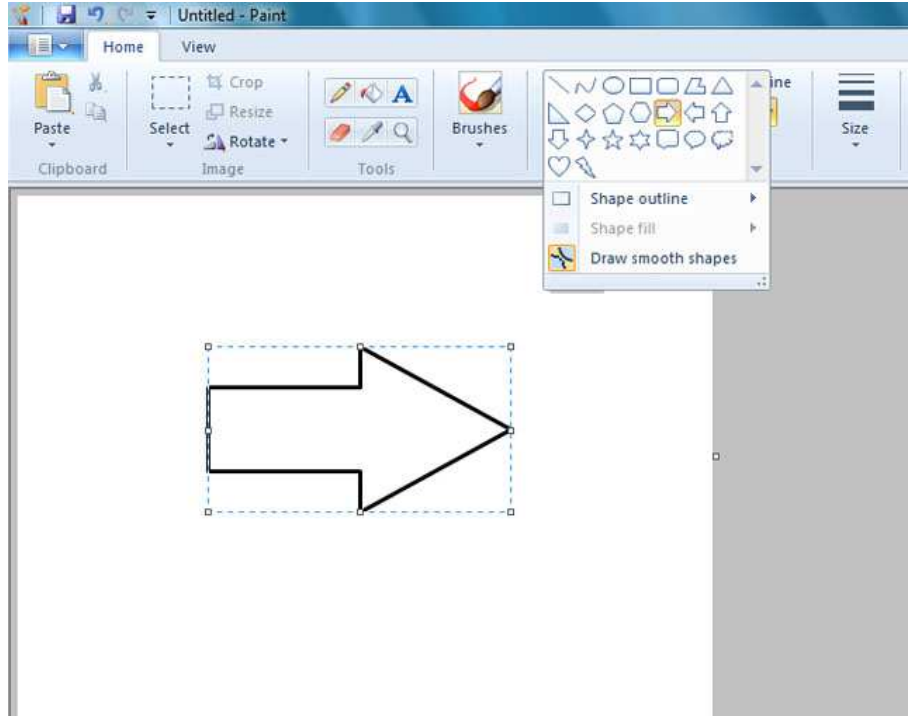 Untitled - Paint
Home View
Paste
Select
Crop
Resize
Rotate
A
Brushes
ine
Size
Clipboard
Image
Tools
Shape outline
Shape fill
Draw smooth shapes